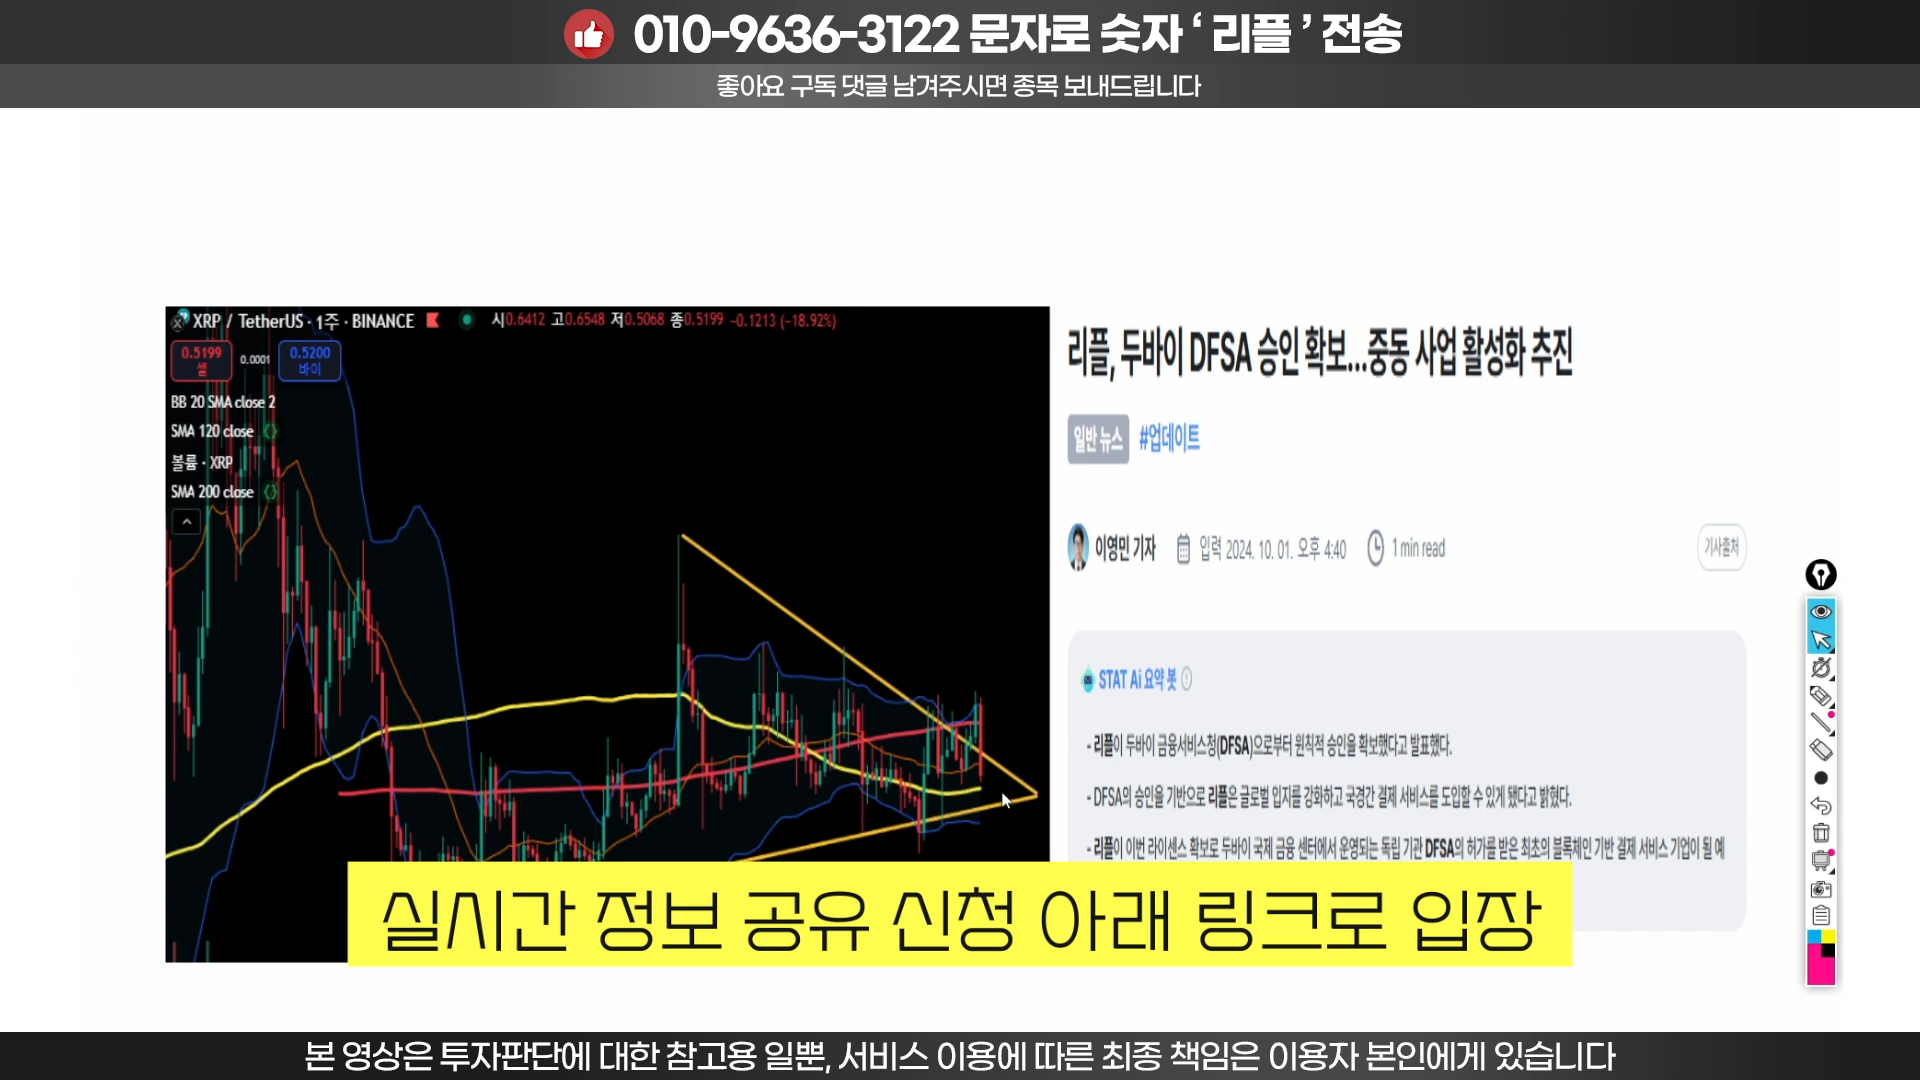 010-9636-3122 문자로 숫자 ‘ 리플 ’ 전송
좋아요 구독 댓글 남겨주시면 종목 보내드립니다
XRP / TetherUS · 1주 · BINANCE 시0.6412 고0.6548 저0.5068 종0.5199 -0.1213 (-18.92%)
0.5199
셀
0.0001
0.5200
바이
BB 20 SMA close 2
SMA 120 close
볼륨 · XRP
SMA 200 close
리플, 두바이 DFSA 승인 확보...중동 사업 활성화 추진
일반 뉴스 #업데이트
이영민 기자 입력 2024. 10. 01. 오후 4:40 1 min read 기사출처
STAT Ai 요약 봇
- 리플이 두바이 금융서비스청(DFSA)으로부터 원칙적 승인을 확보했다고 발표했다.
- DFSA의 승인을 기반으로 리플은 글로벌 입지를 강화하고 국경간 결제 서비스를 도입할 수 있게 됐다고 밝혔다.
- 리플이 이번 라이센스 확보로 두바이 국제 금융 센터에서 운영되는 독립 기관 DFSA의 허가를 받은 최초의 블록체인 기반 결제 서비스 기업이 될 예
실시간 정보 공유 신청 아래 링크로 입장
본 영상은 투자판단에 대한 참고용 일뿐, 서비스 이용에 따른 최종 책임은 이용자 본인에게 있습니다